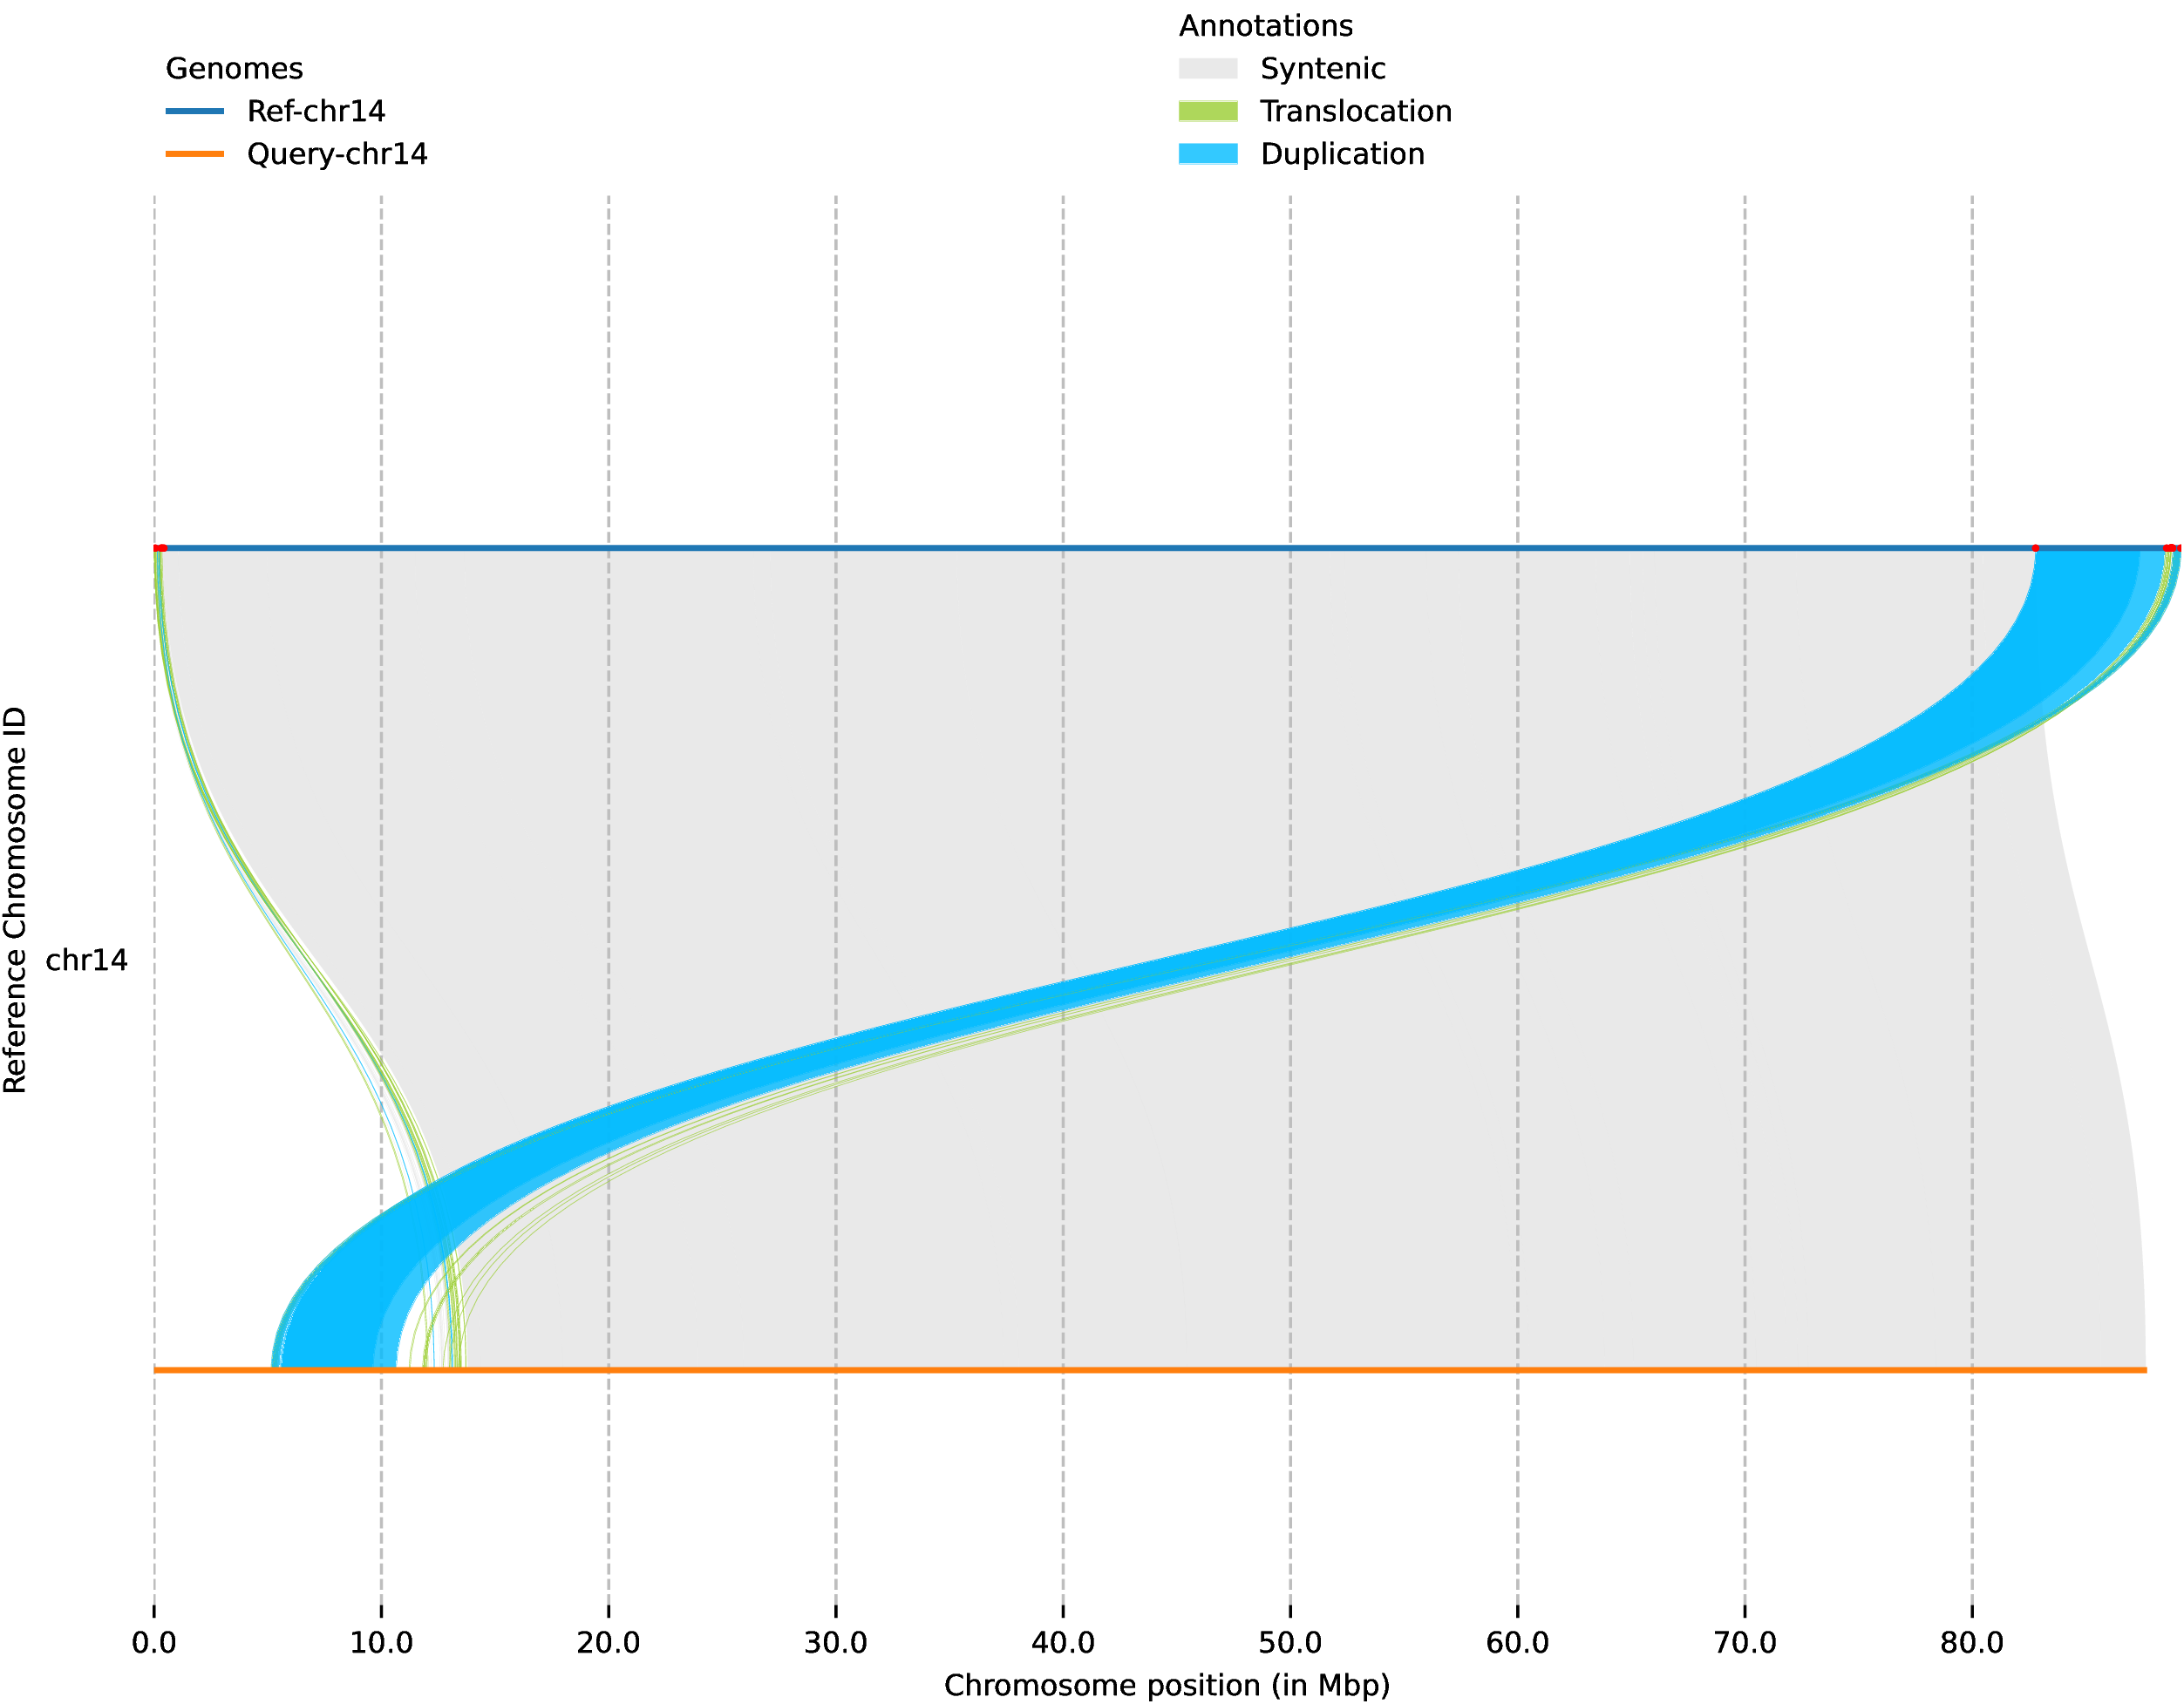 Genomes
Ref-chr14
Query-chr14
Annotations
Syntenic
Translocation
Duplication
Reference Chromosome ID
chr14
0.0 10.0 20.0 30.0 40.0 50.0 60.0 70.0 80.0
Chromosome position (in Mbp)